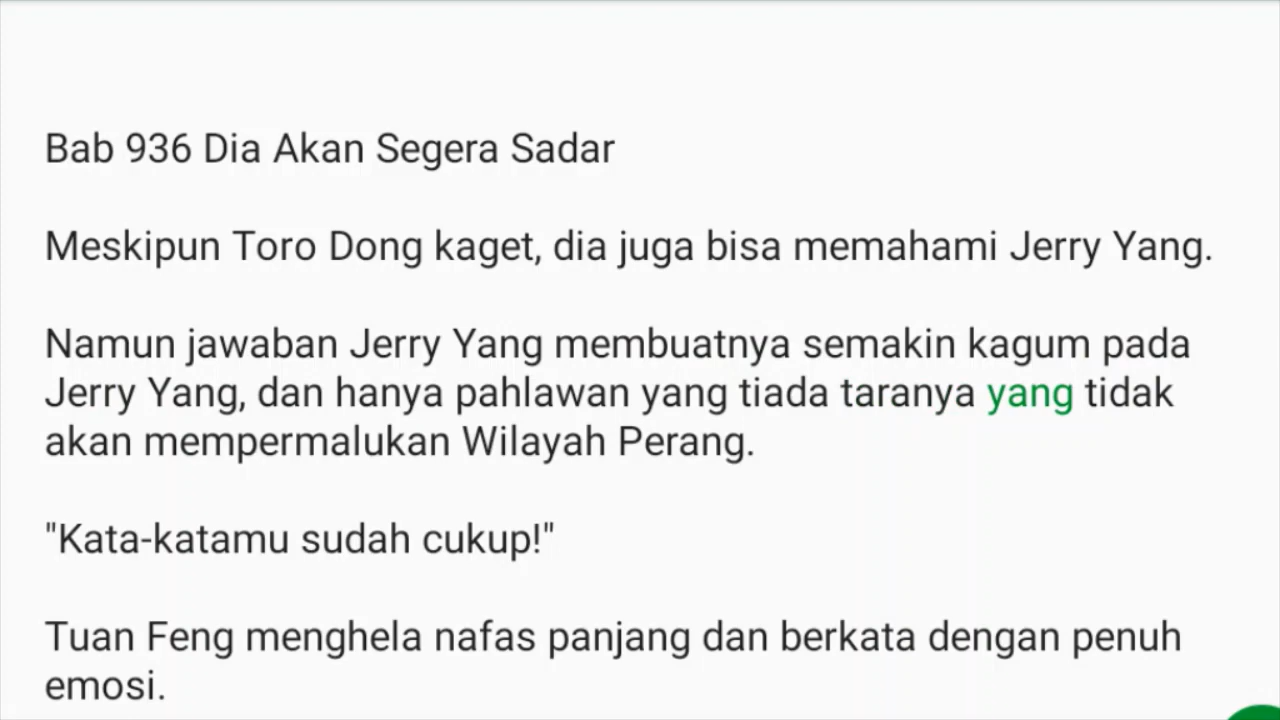 Bab 936 Dia Akan Segera Sadar
Meskipun Toro Dong kaget, dia juga bisa memahami Jerry Yang.
Namun jawaban Jerry Yang membuatnya semakin kagum pada
Jerry Yang, dan hanya pahlawan yang tiada taranya yang tidak
akan mempermalukan Wilayah Perang.
"Kata-katamu sudah cukup!"
Tuan Feng menghela nafas panjang dan berkata dengan penuh
emosi.